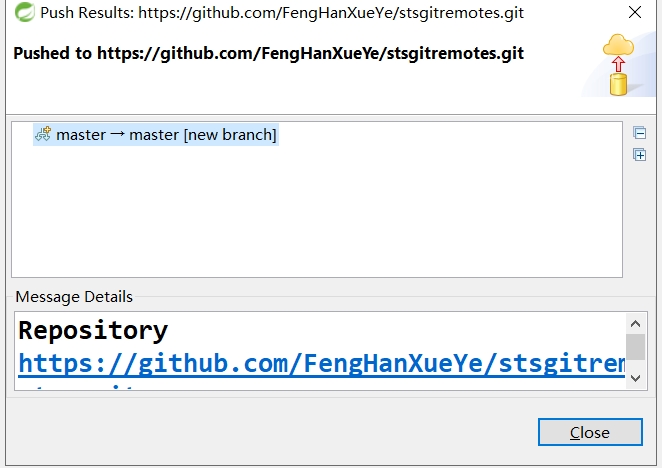 Push Results: https://github.com/FengHanXueYe/stsgitremotes.git
Pushed to https://github.com/FengHanXueYe/stsgitremotes.git
master → master [new branch]
Message Details
Repository
https://github.com/FengHanXueYe/stsgitrem
Close